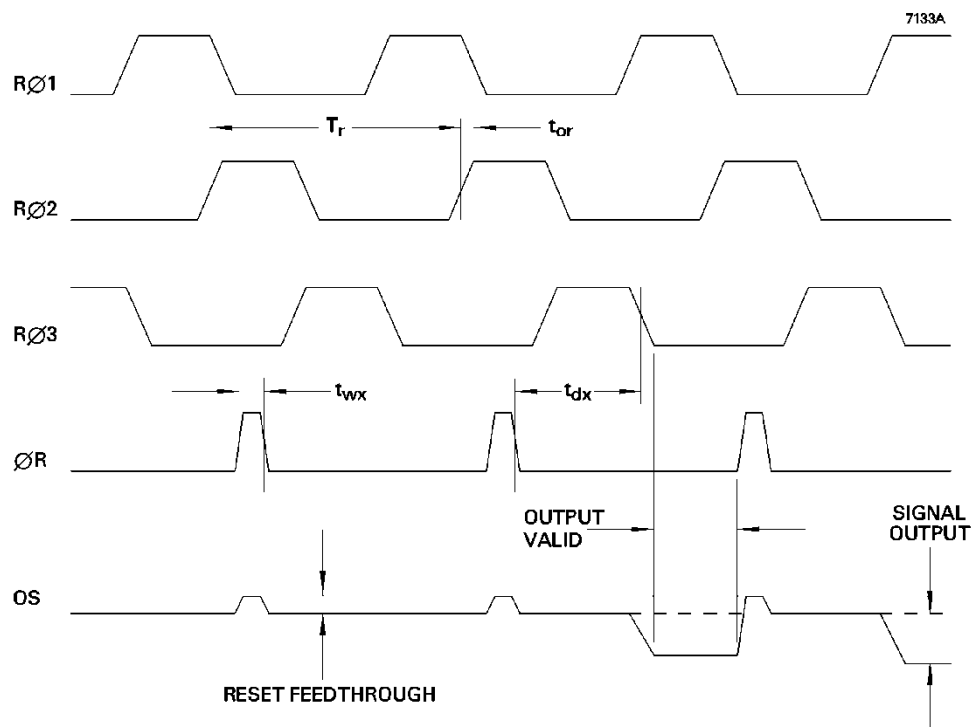 7133A
RØ1
Tr
tor
RØ2
RØ3
twx
tdx
ØR
OUTPUT
VALID
SIGNAL
OUTPUT
OS
RESET FEEDTHROUGH